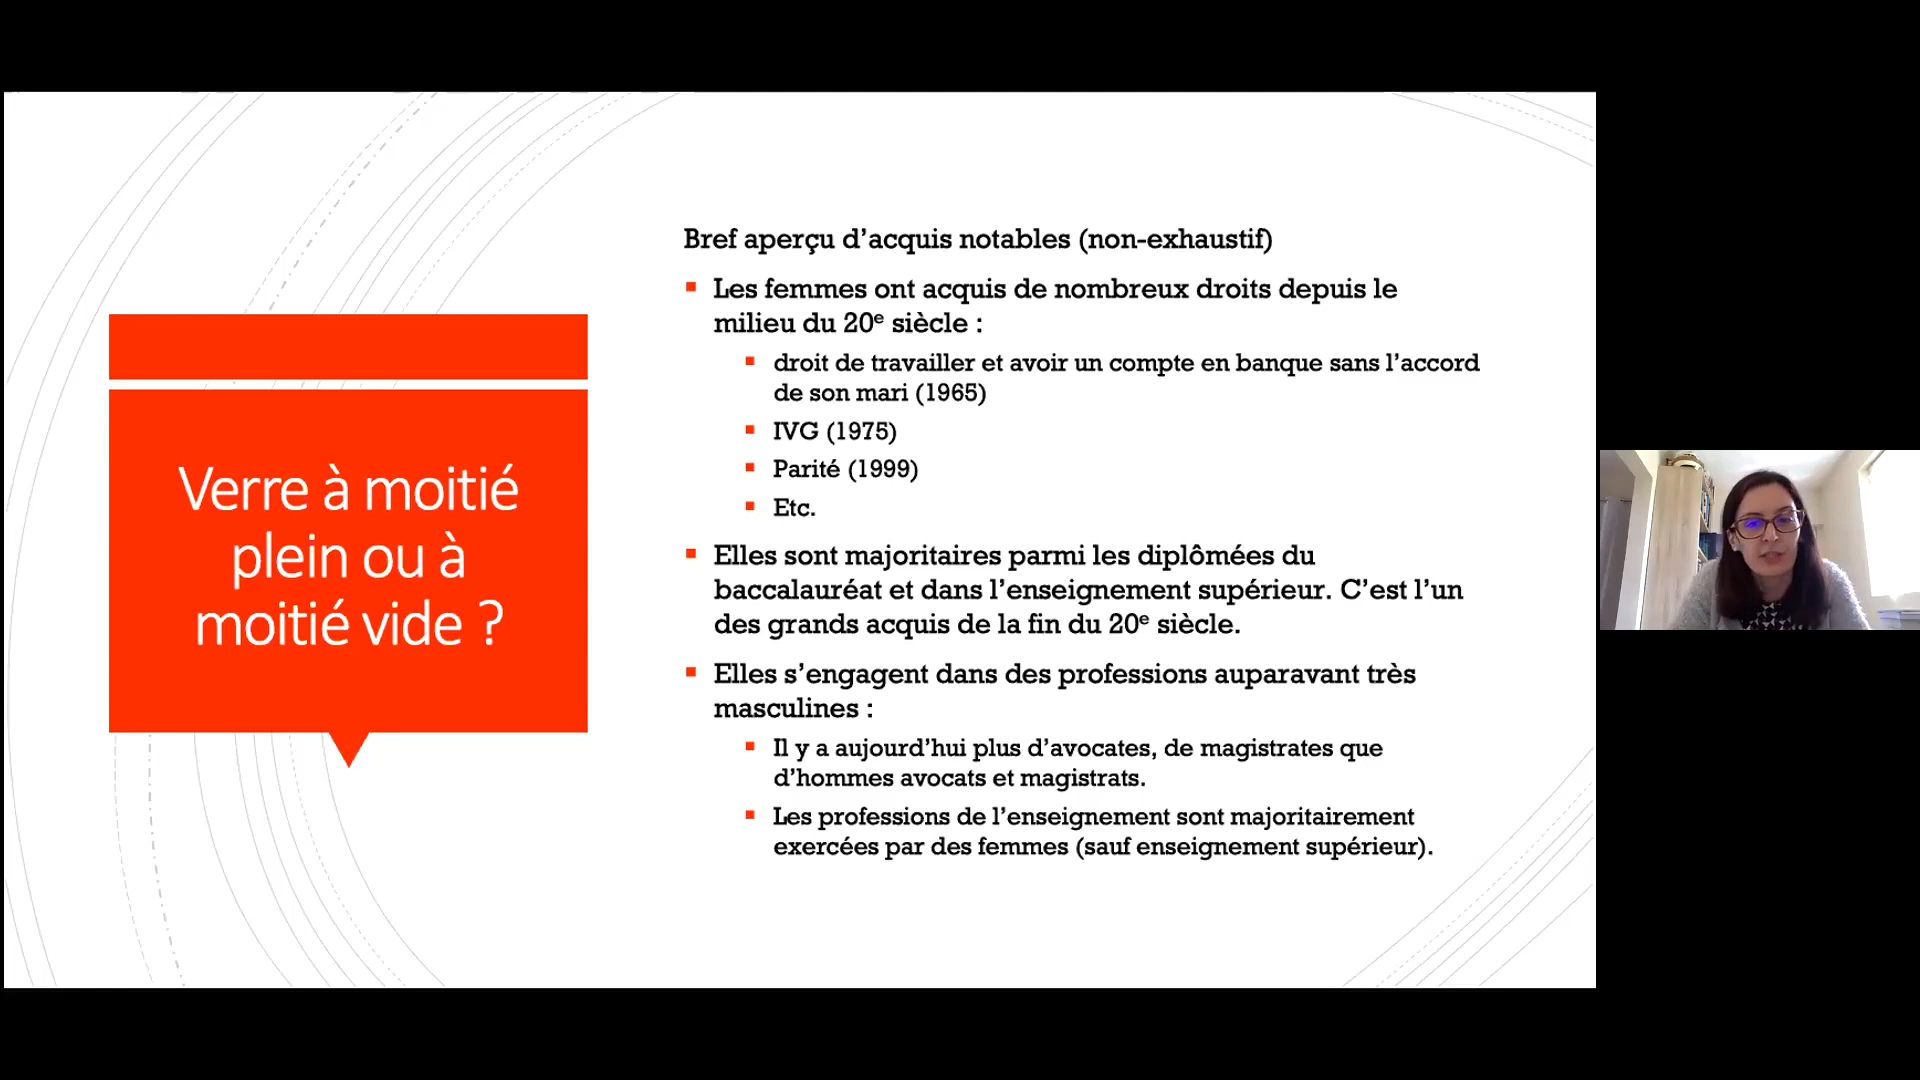 Verre à moitié
plein ou à
moitié vide ?
Bref aperçu d’acquis notables (non-exhaustif)
Les femmes ont acquis de nombreux droits depuis le
milieu du 20e siècle :
droit de travailler et avoir un compte en banque sans l’accord
de son mari (1965)
IVG (1975)
Parité (1999)
Etc.
Elles sont majoritaires parmi les diplômées du
baccalauréat et dans l’enseignement supérieur. C’est l’un
des grands acquis de la fin du 20e siècle.
Elles s’engagent dans des professions auparavant très
masculines :
Il y a aujourd’hui plus d’avocates, de magistrates que
d’hommes avocats et magistrats.
Les professions de l’enseignement sont majoritairement
exercées par des femmes (sauf enseignement supérieur).